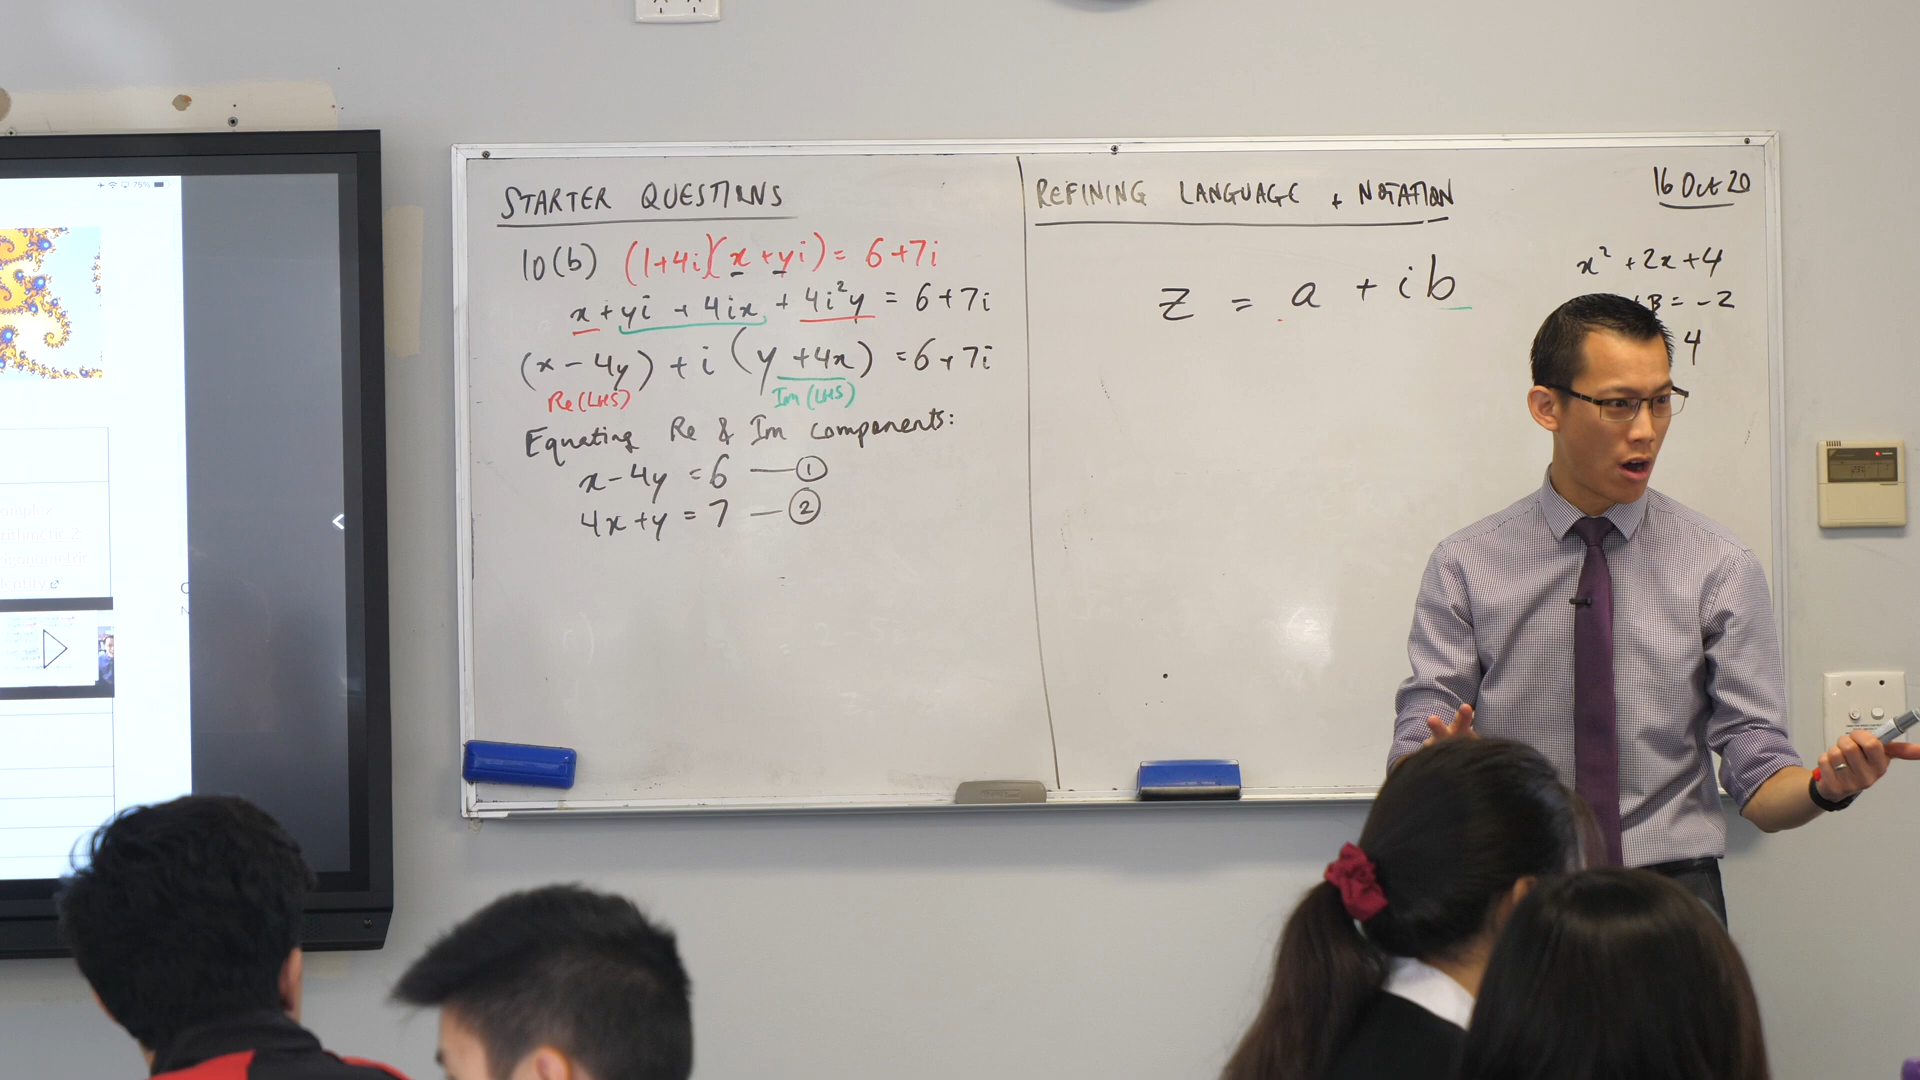 STARTER QUESTIONS
10(b) (1+4i)(x+yi) = 6+7i
x + yi + 4ix + 4i²y = 6+7i
(x-4y) + i(y+4x) = 6+7i
Re(LHS) Im(LHS)
Equating Re & Im components:
x-4y = 6 — ①
4x+y = 7 — ②
REFINING LANGUAGE + NOTATION
z = a + ib
16 Oct 20
x² + 2x + 4
B = -2
4
75%